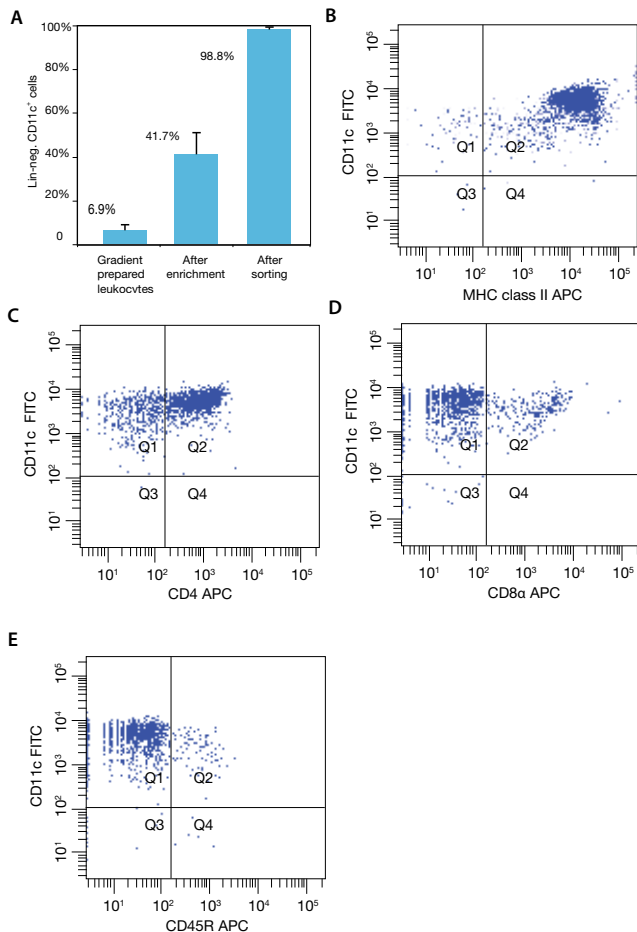 A
Lin-neg. CD11c⁺ cells
100%
80%
60%
40%
20%
0
6.9%
41.7%
98.8%
Gradient
prepared
leukocytes
After
enrichment
After
sorting
B
CD11c FITC
10⁵
10⁴
10³
10²
10¹
Q1
Q2
Q3
Q4
10¹ 10² 10³ 10⁴ 10⁵
MHC class II APC
C
CD11c FITC
10⁵
10⁴
10³
10²
10¹
Q1
Q2
Q3
Q4
10¹ 10² 10³ 10⁴ 10⁵
CD4 APC
D
CD11c FITC
10⁵
10⁴
10³
10²
10¹
Q1
Q2
Q3
Q4
10¹ 10² 10³ 10⁴ 10⁵
CD8α APC
E
CD11c FITC
10⁵
10⁴
10³
10²
10¹
Q1
Q2
Q3
Q4
10¹ 10² 10³ 10⁴ 10⁵
CD45R APC